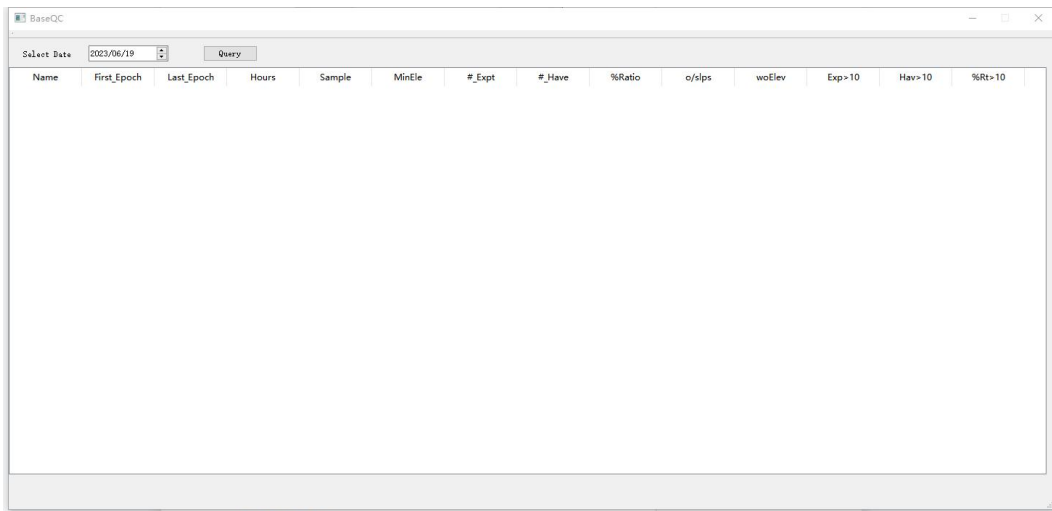 BaseQC
Select Date 2023/06/19 Query
Name First_Epoch Last_Epoch Hours Sample MinEle #_Expt #_Have %Ratio o/slps woElev Exp>10 Hav>10 %Rt>10